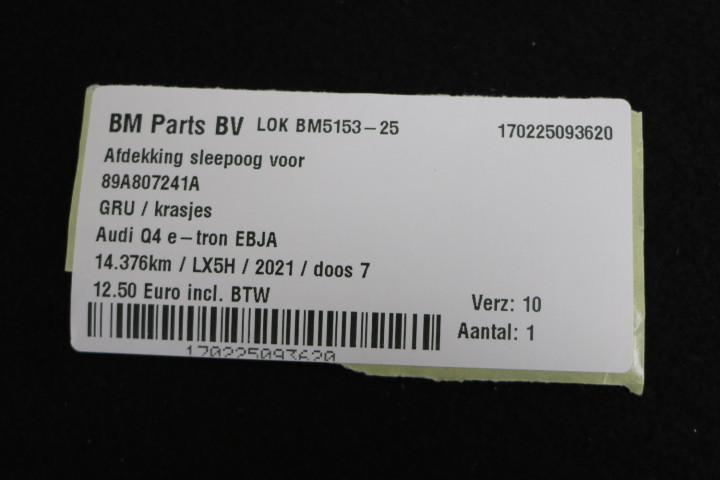 BM Parts BV LOK BM5153-25 170225093620
Afdekking sleepoog voor
89A807241A
GRU / krasjes
Audi Q4 e-tron EBJA
14.376km / LX5H / 2021 / doos 7
12.50 Euro incl. BTW
Verz: 10
Aantal: 1
170225093620